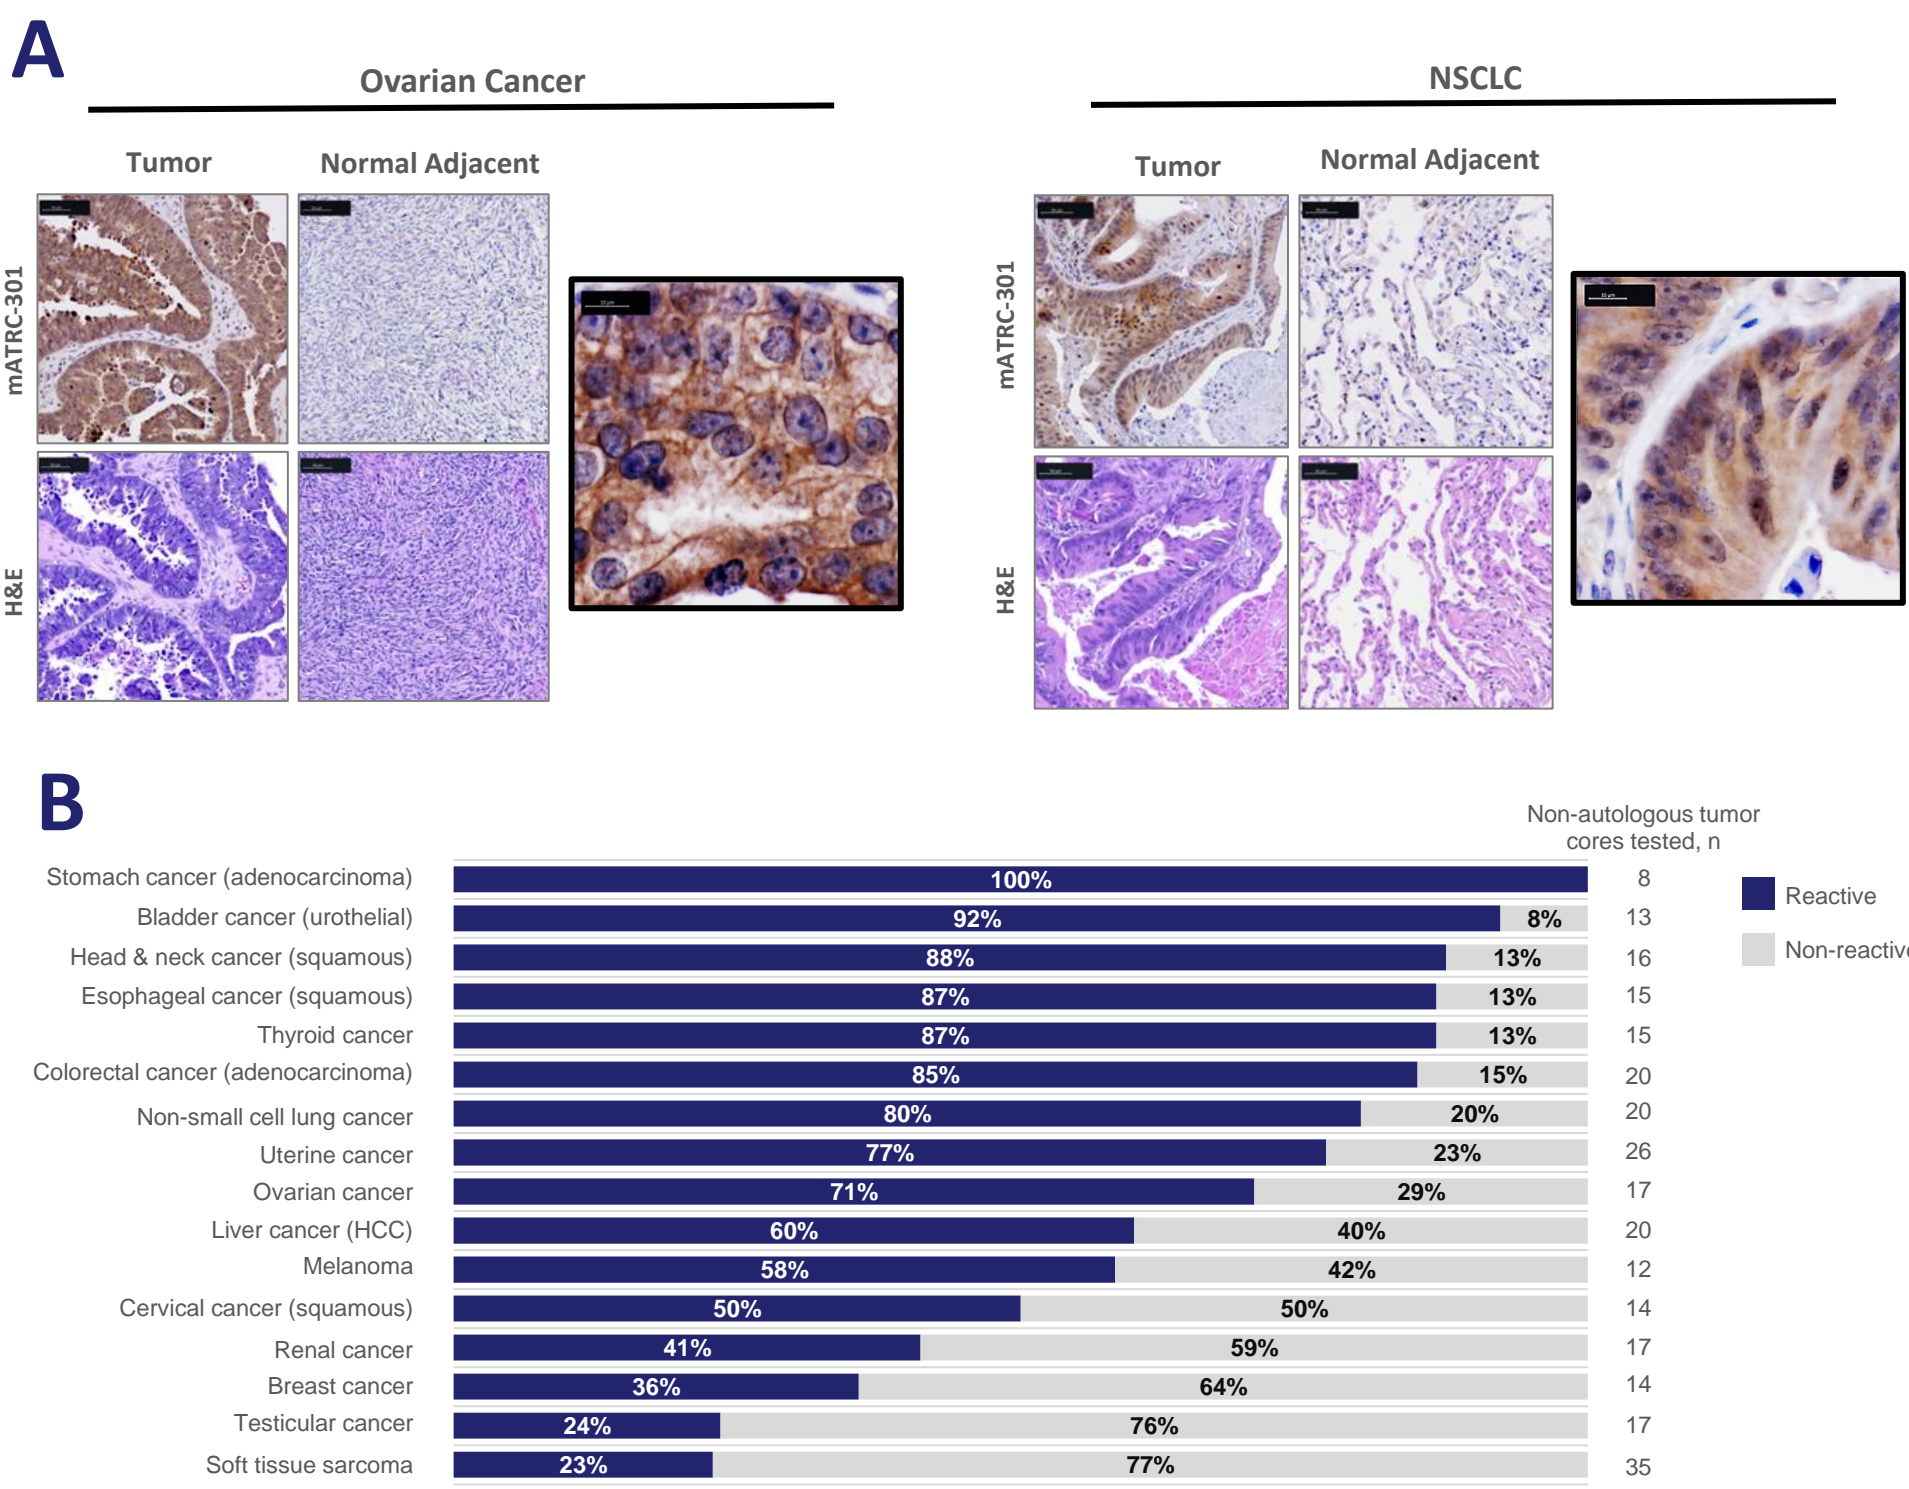 A
Ovarian Cancer
NSCLC
Tumor
Normal Adjacent
Tumor
Normal Adjacent
mATRC-301
H&E
mATRC-301
H&E
10 µm
10 µm
B
Non-autologous tumor
cores tested, n
Stomach cancer (adenocarcinoma) 100% 8
Bladder cancer (urothelial) 92% 8% 13
Head & neck cancer (squamous) 88% 13% 16
Esophageal cancer (squamous) 87% 13% 15
Thyroid cancer 87% 13% 15
Colorectal cancer (adenocarcinoma) 85% 15% 20
Non-small cell lung cancer 80% 20% 20
Uterine cancer 77% 23% 26
Ovarian cancer 71% 29% 17
Liver cancer (HCC) 60% 40% 20
Melanoma 58% 42% 12
Cervical cancer (squamous) 50% 50% 14
Renal cancer 41% 59% 17
Breast cancer 36% 64% 14
Testicular cancer 24% 76% 17
Soft tissue sarcoma 23% 77% 35
Reactive
Non-reactive